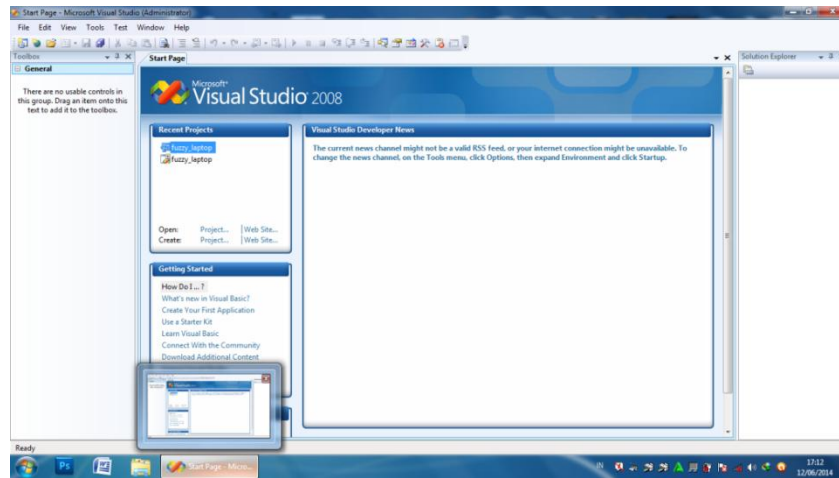 Start Page - Microsoft Visual Studio (Administrator)
File Edit View Tools Test Window Help
Toolbox
General
There are no usable controls in
this group. Drag an item onto this
text to add it to the toolbox.
Start Page
Microsoft
Visual Studio 2008
Recent Projects
fuzzy_laptop
fuzzy_laptop
Open: Project... | Web Site...
Create: Project... | Web Site...
Getting Started
How Do I ... ?
What's new in Visual Basic?
Create Your First Application
Use a Starter Kit
Learn Visual Basic
Connect With the Community
Download Additional Content
Visual Studio Developer News
The current news channel might not be a valid RSS feed, or your internet connection might be unavailable. To
change the news channel, on the Tools menu, click Options, then expand Environment and click Startup.
Solution Explorer
Ready
Ps
Start Page - Micro...
IN
17:12
12/06/2014